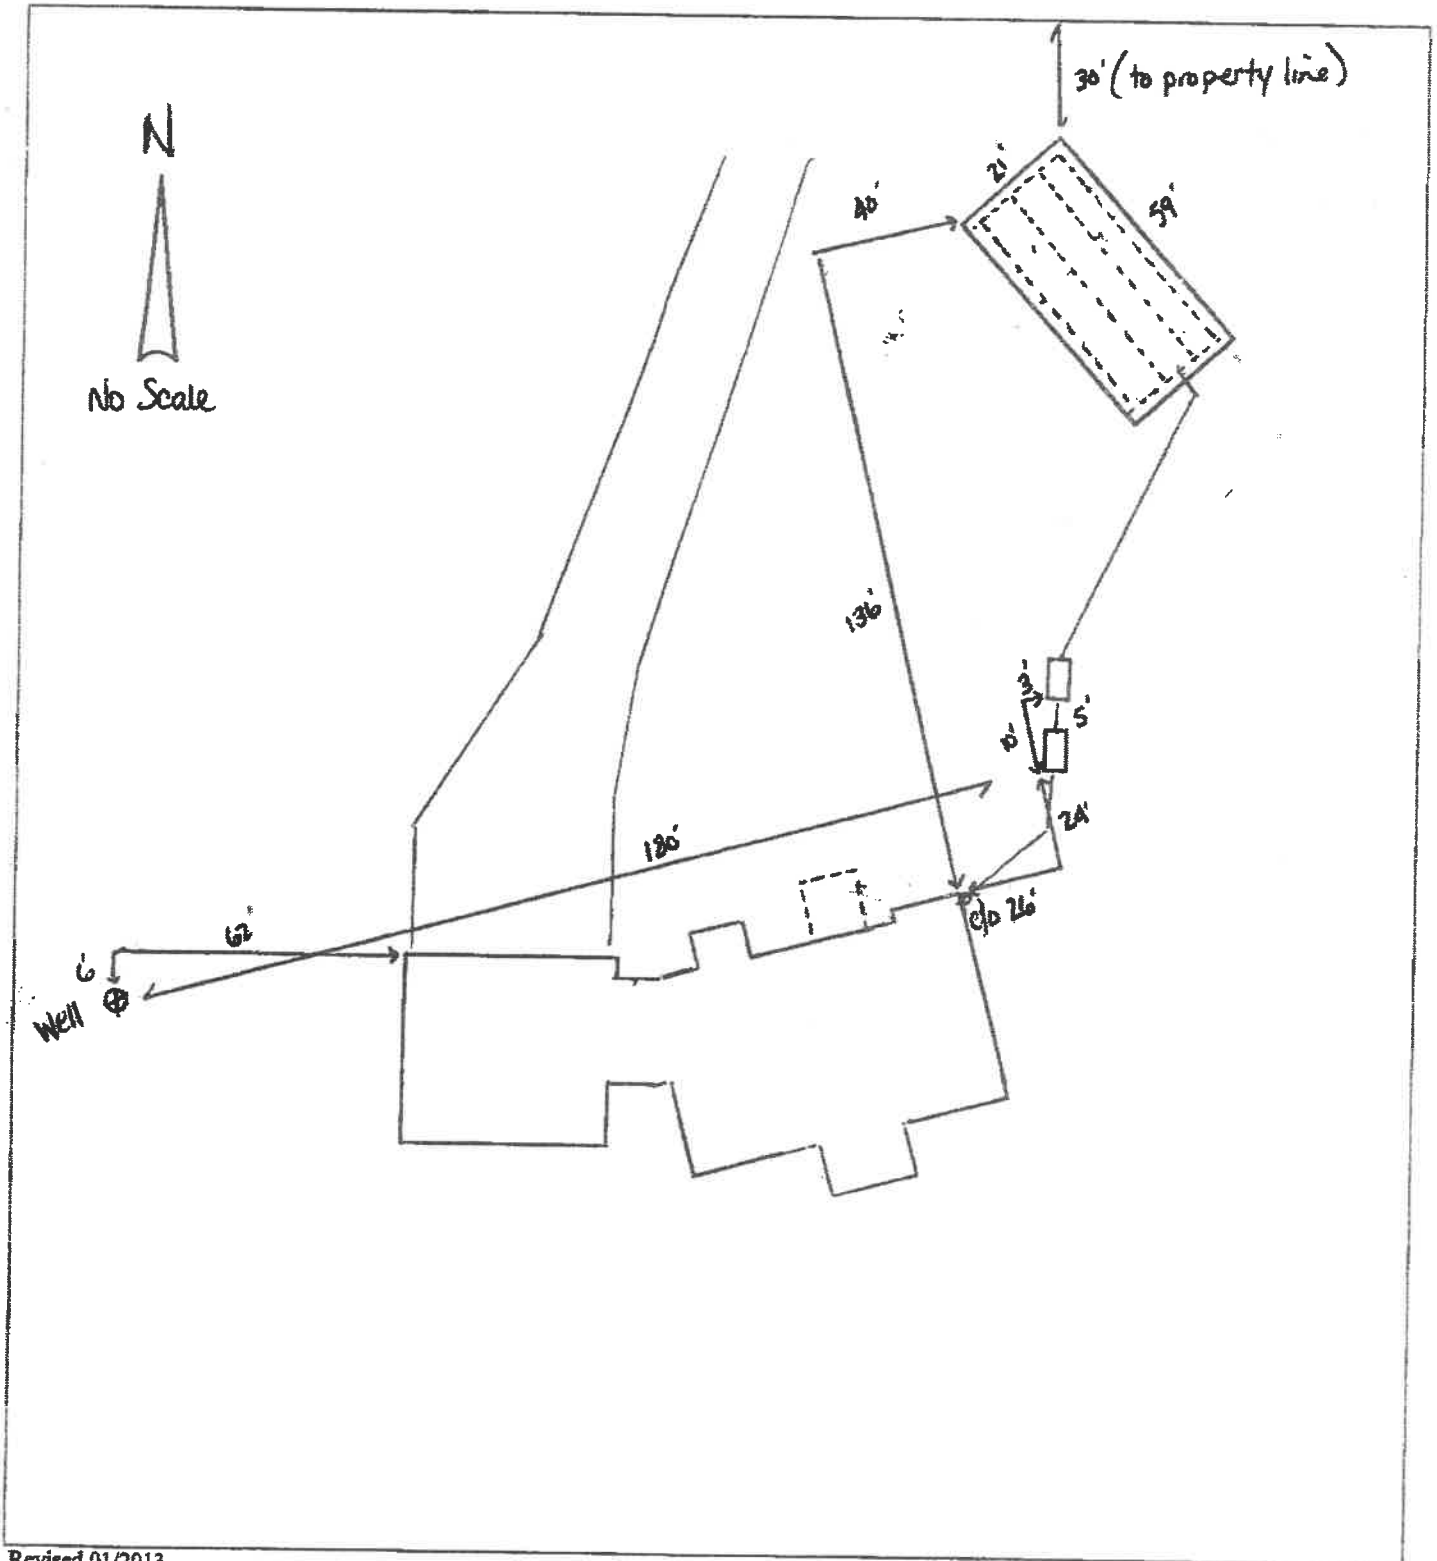 30' (to property line)
N
21'
59'
40'
No Scale
136'
3'
5'
24'
180'
c/o 26'
62'
6'
Well
Revised 01/2013